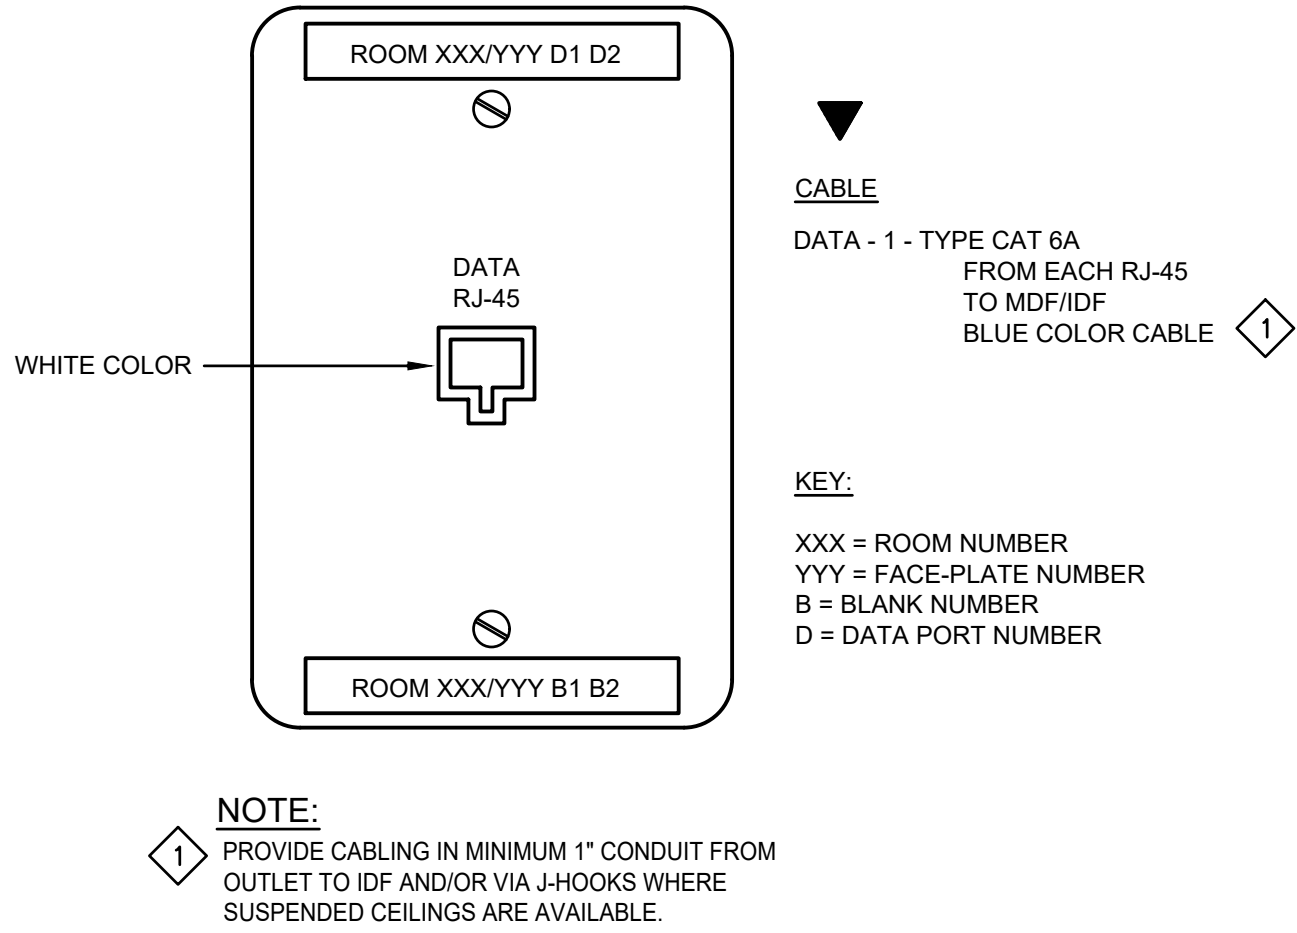 ROOM XXX/YYY D1 D2
DATA
RJ-45
WHITE COLOR
ROOM XXX/YYY B1 B2
CABLE
DATA - 1 - TYPE CAT 6A
FROM EACH RJ-45
TO MDF/IDF
BLUE COLOR CABLE
1
KEY:
XXX = ROOM NUMBER
YYY = FACE-PLATE NUMBER
B = BLANK NUMBER
D = DATA PORT NUMBER
NOTE:
1 PROVIDE CABLING IN MINIMUM 1" CONDUIT FROM
OUTLET TO IDF AND/OR VIA J-HOOKS WHERE
SUSPENDED CEILINGS ARE AVAILABLE.